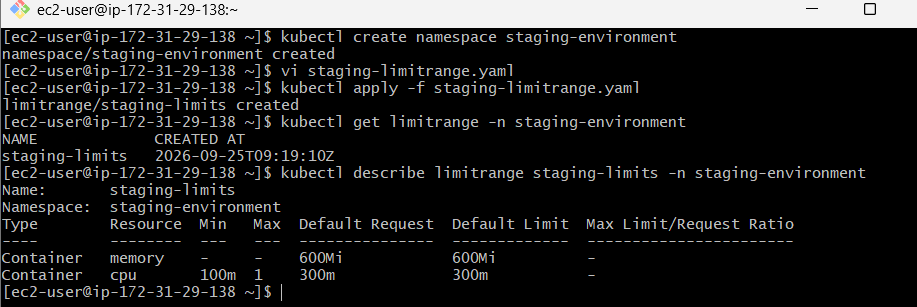 ec2-user@ip-172-31-29-138:~
[ec2-user@ip-172-31-29-138 ~]$ kubectl create namespace staging-environment
namespace/staging-environment created
[ec2-user@ip-172-31-29-138 ~]$ vi staging-limitrange.yaml
[ec2-user@ip-172-31-29-138 ~]$ kubectl apply -f staging-limitrange.yaml
limitrange/staging-limits created
[ec2-user@ip-172-31-29-138 ~]$ kubectl get limitrange -n staging-environment
NAME             CREATED AT
staging-limits   2026-09-25T09:19:10Z
[ec2-user@ip-172-31-29-138 ~]$ kubectl describe limitrange staging-limits -n staging-environment
Name:       staging-limits
Namespace:  staging-environment
Type        Resource  Min   Max  Default Request  Default Limit  Max Limit/Request Ratio
----        --------  ---   ---  ---------------  -------------  -----------------------
Container   memory    -     -    600Mi            600Mi          -
Container   cpu       100m  1    300m             300m           -
[ec2-user@ip-172-31-29-138 ~]$